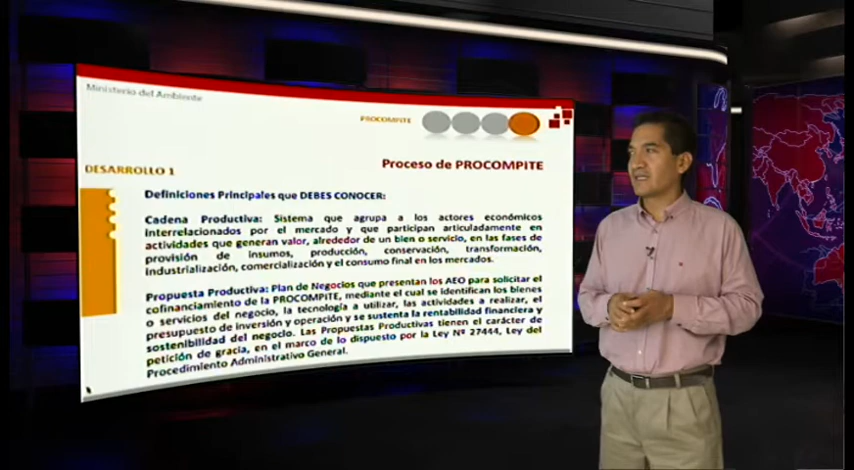 Ministerio del Ambiente
PROCOMPITE
Proceso de PROCOMPITE
DESARROLLO 1
Definiciones Principales que DEBES CONOCER:
Cadena Productiva: Sistema que agrupa a los actores económicos
interrelacionados por el mercado y que participan articuladamente en
actividades que generan valor, alrededor de un bien o servicio, en las fases de
provisión de insumos, producción, conservación, transformación,
industrialización, comercialización y el consumo final en los mercados.
Propuesta Productiva: Plan de Negocios que presentan los AEO para solicitar el
cofinanciamiento de la PROCOMPITE, mediante el cual se identifican los bienes
o servicios del negocio, la tecnología a utilizar, las actividades a realizar, el
presupuesto de inversión y operación y se sustenta la rentabilidad financiera y
sostenibilidad del negocio. Las Propuestas Productivas tienen el carácter de
petición de gracia, en el marco de lo dispuesto por la Ley Nº 27444, Ley del
Procedimiento Administrativo General.